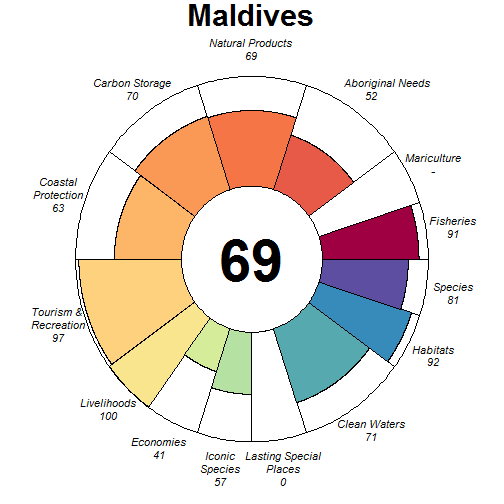 Maldives
Natural Products
69
Carbon Storage
70
Aboriginal Needs
52
Mariculture
-
Coastal
Protection
63
Fisheries
91
69
Species
81
Tourism &
Recreation
97
Habitats
92
Livelihoods
100
Clean Waters
71
Economies
41
Iconic
Species
57
Lasting Special
Places
0